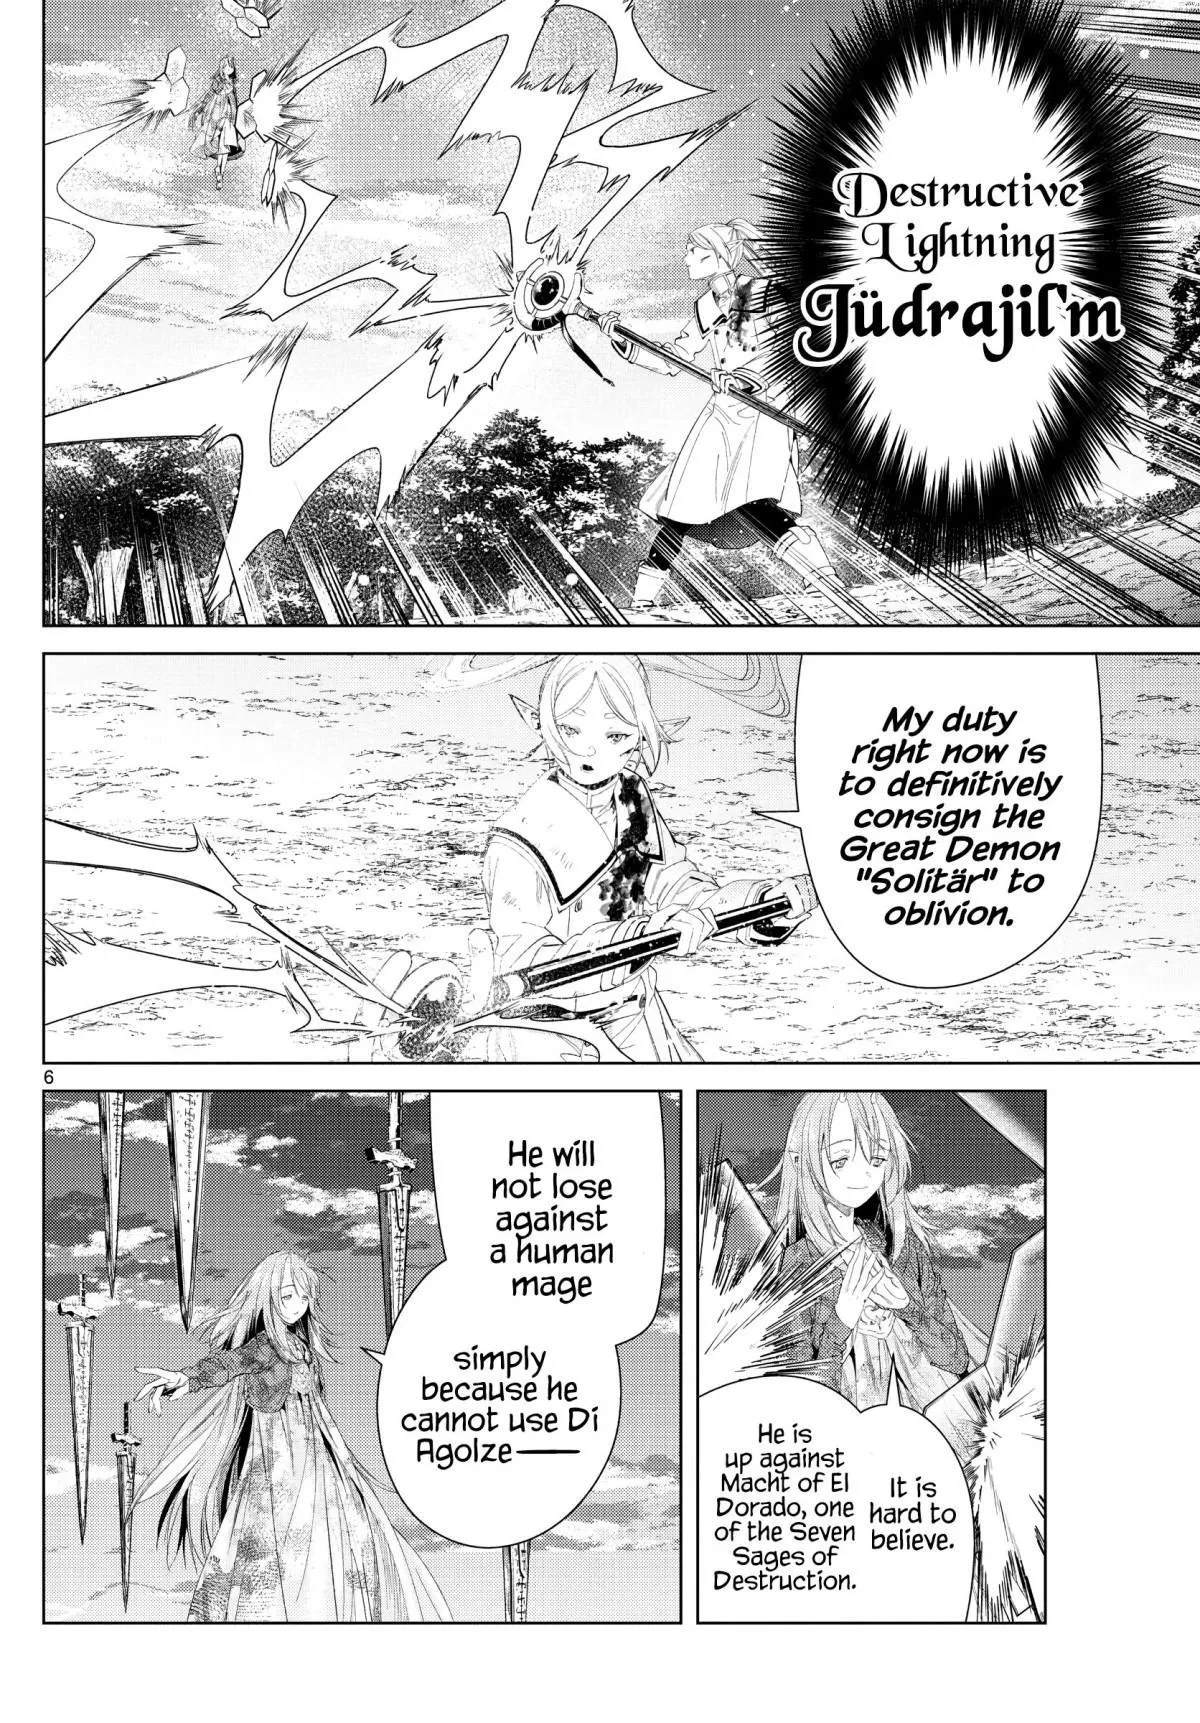 Destructive
Lightning
Jüdrajil'm
My duty
right now is
to definitively
consign the
Great Demon
"Solitär" to
oblivion.
6
It is
hard to
believe.
He is
up against
Macht of El
Dorado, one
of the Seven
Sages of
Destruction.
He will
not lose
against
a human
mage
simply
because he
cannot use Di
Agolze——